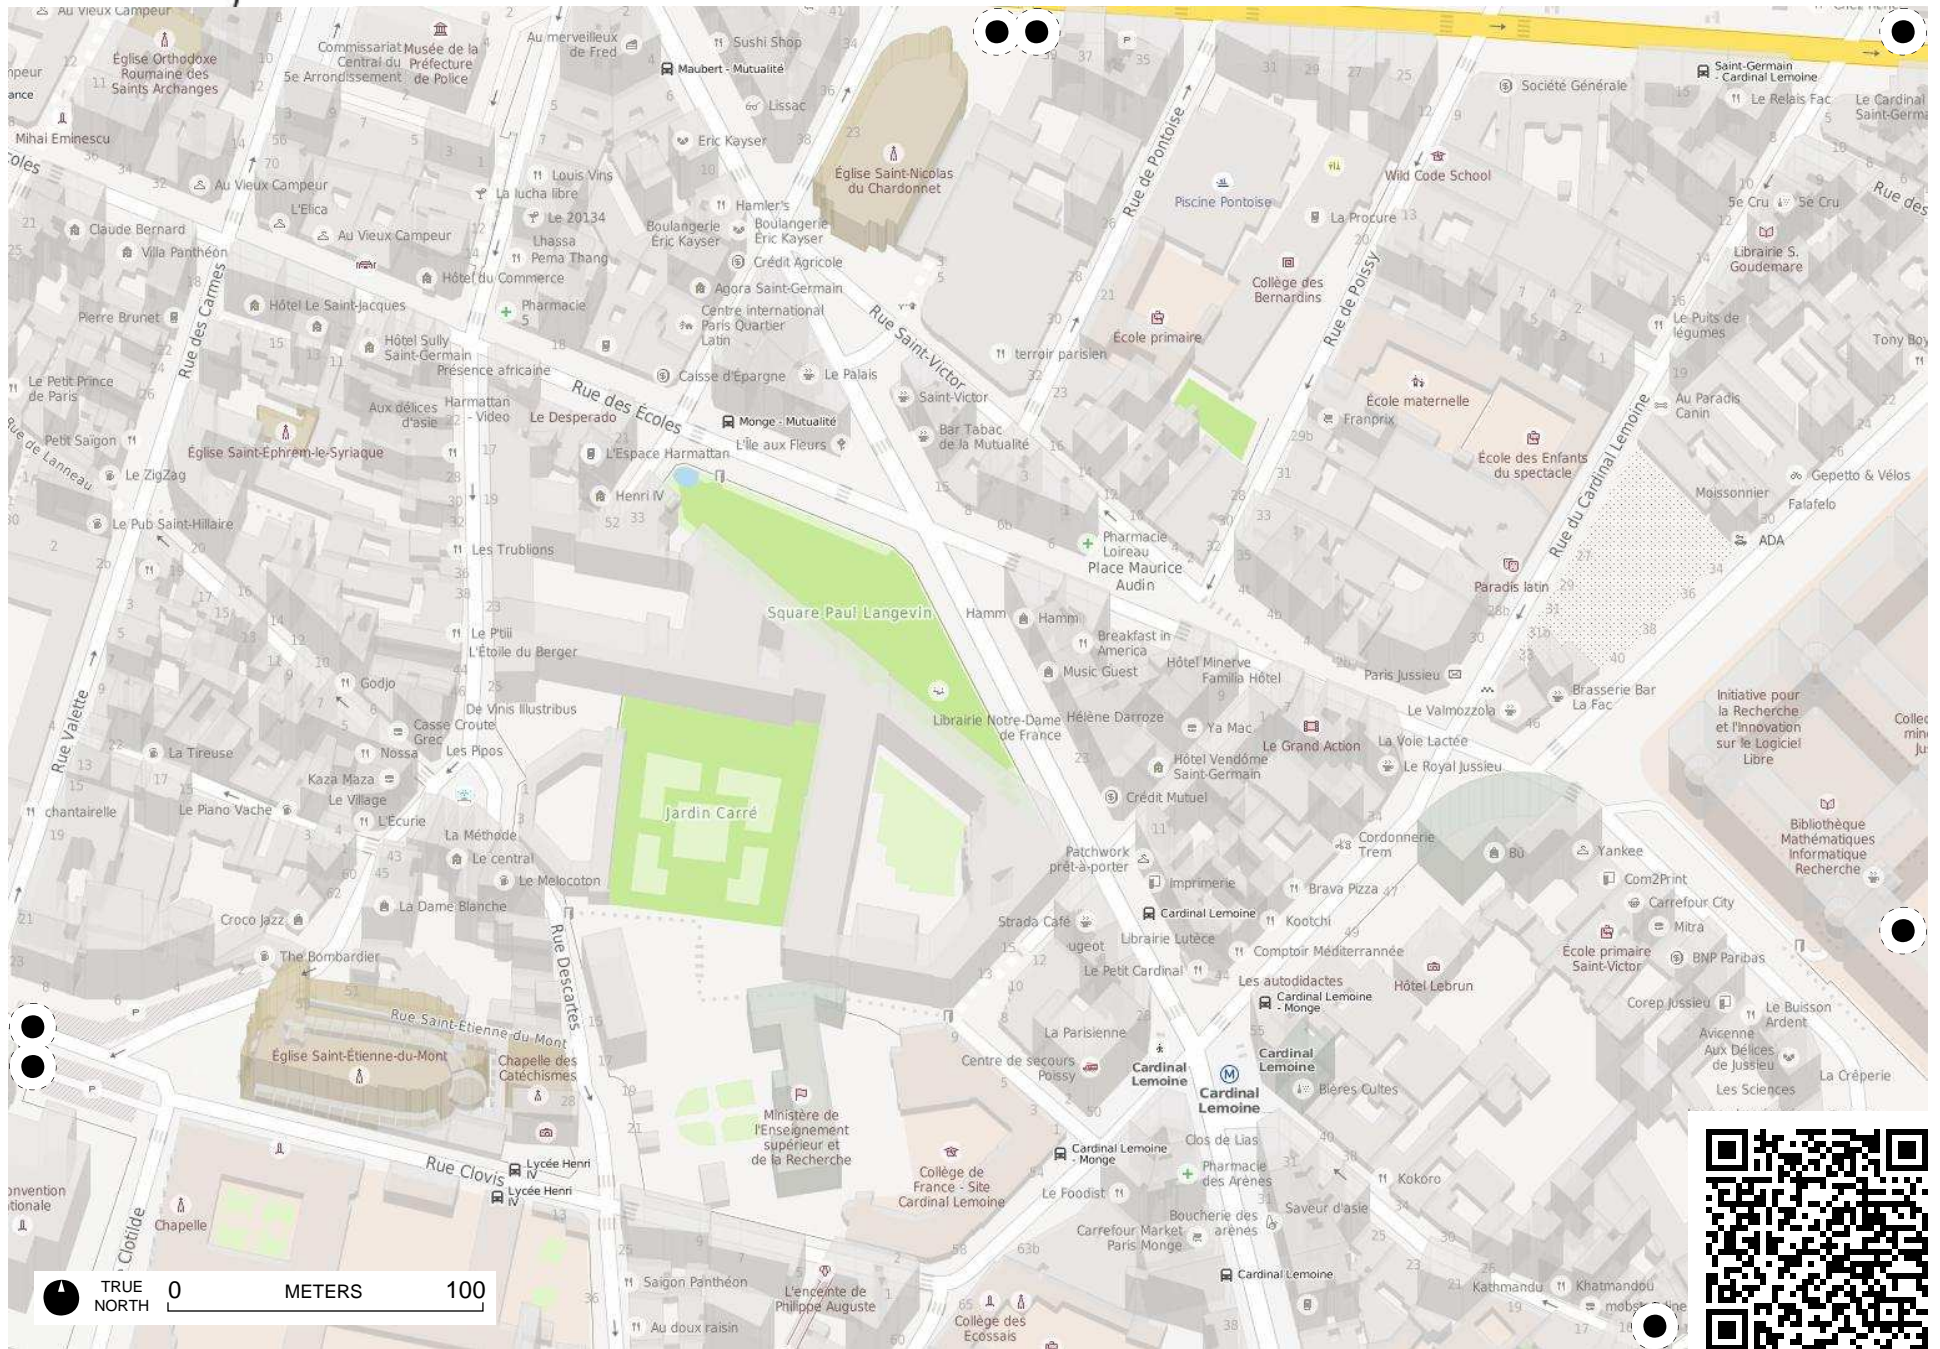 Au Vieux Campeur
Église Orthodoxe
Roumaine des
Saints Archanges
Commissariat
Central du
5e Arrondissement
Musée de la
Préfecture
de Police
Au merveilleux
de Fred
Sushi Shop
Maubert - Mutualité
Lissac
Eric Kayser
Église Saint-Nicolas
du Chardonnet
Rue de Pontoise
Piscine Pontoise
Wild Code School
Société Générale
Saint-Germain
- Cardinal Lemoine
Le Relais Fac
Le Cardinal
Mihai Eminescu
Au Vieux Campeur
L'Elica
Au Vieux Campeur
Louis Vins
La lucha libre
Le 20134
Lhassa
Pema Thang
Hamler's
Boulangerie
Éric Kayser
Boulangerie
Éric Kayser
Crédit Agricole
Agora Saint-Germain
Centre international
Paris Quartier
Latin
La Procure
Collège des
Bernardins
Rue de Poissy
5e Cru
5e Cru
Librairie S.
Goudemare
Rue des
Claude Bernard
Villa Panthéon
Rue des Carmes
Hôtel du Commerce
Hôtel Le Saint-Jacques
Pierre Brunet
Pharmacie
5
Hôtel Sully
Saint-Germain
Présence africaine
Rue Saint-Victor
École primaire
terroir parisien
Le Puits de
légumes
Tony Boy
Le Petit Prince
de Paris
Rue de Lanneau
Petit Saïgon
Le ZigZag
Église Saint-Éphrem-le-Syriaque
Aux délices
d'asie
Harmattan
- Video
Le Desperado
Rue des Écoles
Caisse d'Épargne
Le Palais
Saint-Victor
Monge - Mutualité
L'Île aux Fleurs
Bar Tabac
de la Mutualité
L'Espace Harmattan
Henri IV
École maternelle
Franprix
École des Enfants
du spectacle
Au Paradis
Canin
Rue du Cardinal Lemoine
Moissonnier
Gepetto & Vélos
Falafelo
ADA
Le Pub Saint-Hillaire
Les Trublions
Le P'tiii
L'Étoile du Berger
Square Paul Langevin
Hamm
Hamm
Pharmacie
Loireau
Place Maurice
Audin
Breakfast in
America
Music Guest
Hôtel Minerve
Familia Hôtel
Paradis latin
Paris Jussieu
Le Valmozzola
Brasserie Bar
La Fac
Rue Valette
Godjo
Casse Croute
Grec
De Vinis Illustribus
La Tireuse
Nossa
Les Pipos
Kaza Maza
Le Village
L'Écurie
chantairelle
Le Piano Vache
La Méthode
Le central
Le Melocoton
La Dame Blanche
Croco Jazz
The Bombardier
Jardin Carré
Librairie Notre-Dame
de France
Hélène Darroze
Ya Mac
Le Grand Action
La Voie Lactée
Le Royal Jussieu
Hôtel Vendôme
Saint-Germain
Crédit Mutuel
Initiative pour
la Recherche
et l'Innovation
sur le Logiciel
Libre
Bibliothèque
Mathématiques
Informatique
Recherche
Cordonnerie
Trem
Bû
Yankee
Com2Print
Carrefour City
Mitra
BNP Paribas
Patchwork
prêt-à-porter
Imprimerie
Brava Pizza
Strada Café
Cardinal Lemoine
Kootchi
Librairie Lutèce
Comptoir Méditerrannée
Le Petit Cardinal
Les autodidactes
Cardinal Lemoine
- Monge
Hôtel Lebrun
École primaire
Saint-Victor
Corep Jussieu
Le Buisson
Ardent
Avicenne
Aux Délices
de Jussieu
Les Sciences
La Crêperie
Rue Descartes
Rue Saint-Étienne du Mont
Église Saint-Étienne-du-Mont
Chapelle des
Catéchismes
Ministère de
l'Enseignement
supérieur et
de la Recherche
La Parisienne
Centre de secours
Poissy
Cardinal
Lemoine
Cardinal
Lemoine
Cardinal
Lemoine
Bières Cultes
Rue Clovis
Lycée Henri
IV
Lycée Henri
IV
Chapelle
Clotilde
Collège de
France - Site
Cardinal Lemoine
Cardinal Lemoine
- Monge
Clos de Lias
Pharmacie
des Arènes
Le Foodist
Carrefour Market
Paris Monge
Boucherie des
arènes
Saveur d'asie
Kokoro
Cardinal Lemoine
Kathmandu
Khatmandou
Saïgon Panthéon
L'enceinte de
Philippe Auguste
Au doux raisin
Collège des
Ecossais
TRUE
NORTH
0 METERS 100